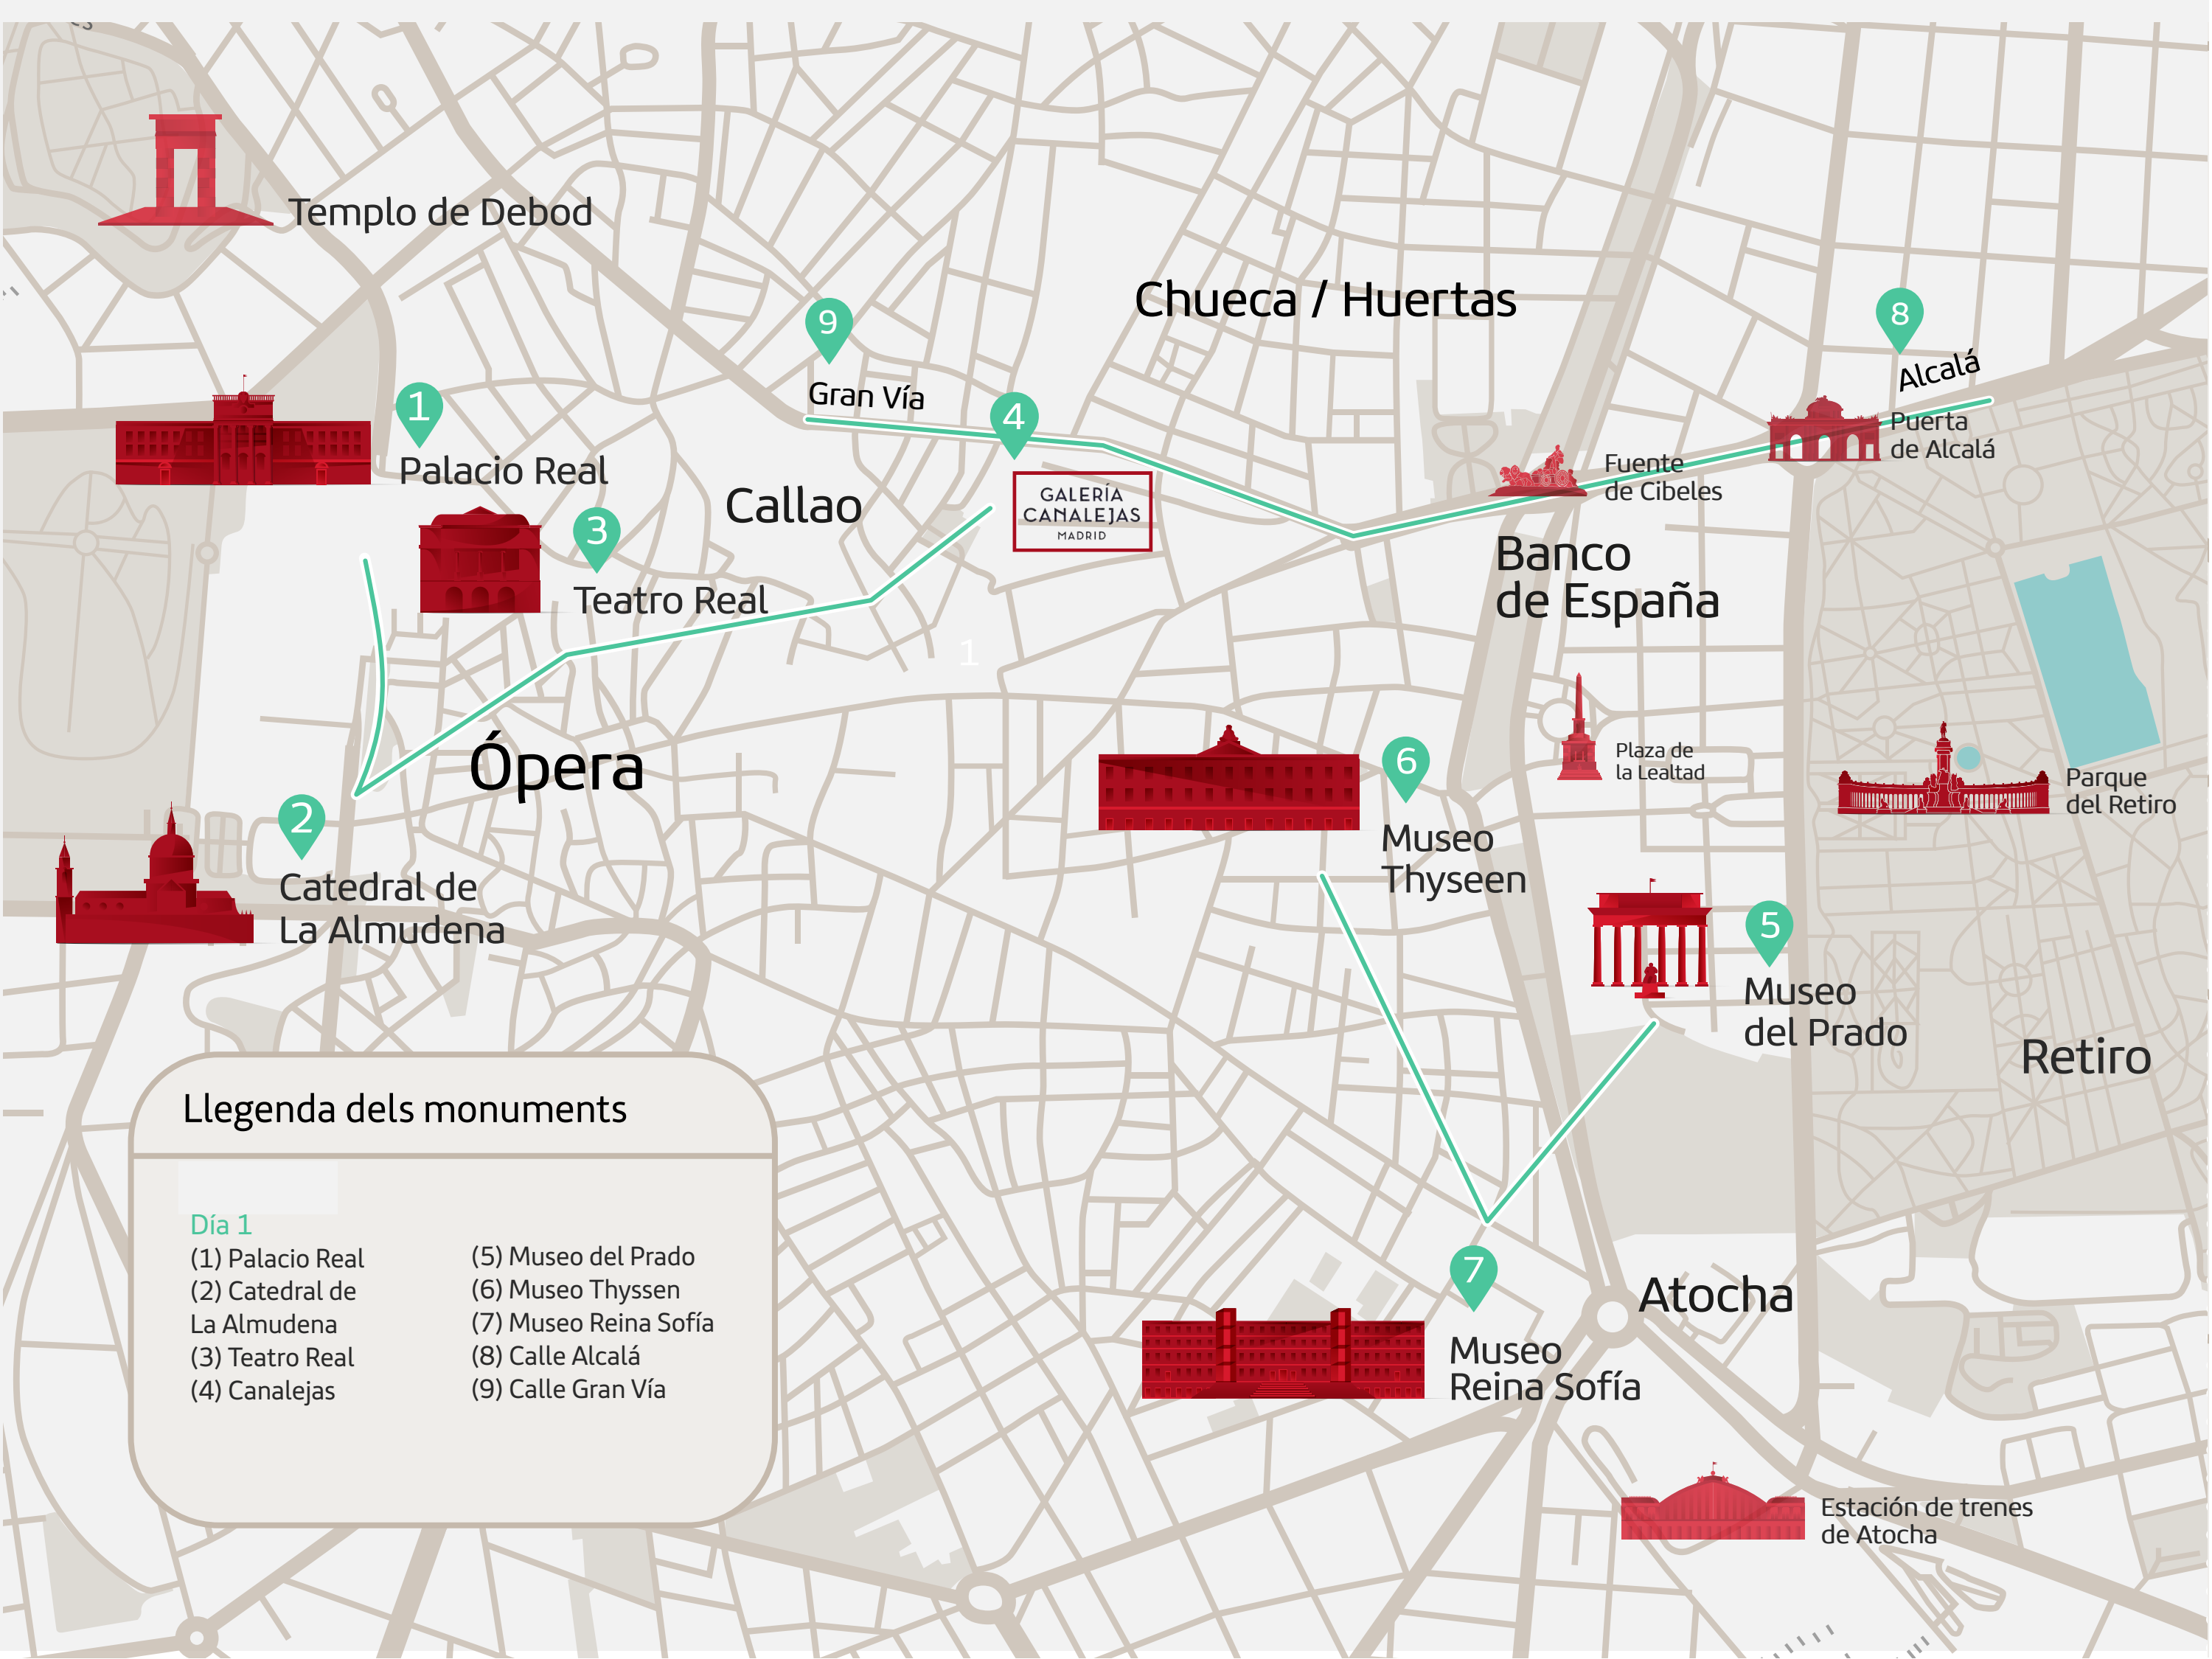 Templo de Debod
Chueca / Huertas
9
8
Gran Vía
Alcalá
1
4
Palacio Real
Callao
GALERÍA
CANALEJAS
MADRID
Puerta
de Alcalá
Fuente
de Cibeles
3
Teatro Real
Banco
de España
1
Ópera
6
Museo
Thyseen
Plaza de
la Lealtad
Parque
del Retiro
2
Catedral de
La Almudena
5
Museo
del Prado
Retiro
7
Museo
Reina Sofía
Atocha
Estación de trenes
de Atocha
Llegenda dels monuments
Día 1
(1) Palacio Real
(2) Catedral de
La Almudena
(3) Teatro Real
(4) Canalejas
(5) Museo del Prado
(6) Museo Thyssen
(7) Museo Reina Sofía
(8) Calle Alcalá
(9) Calle Gran Vía